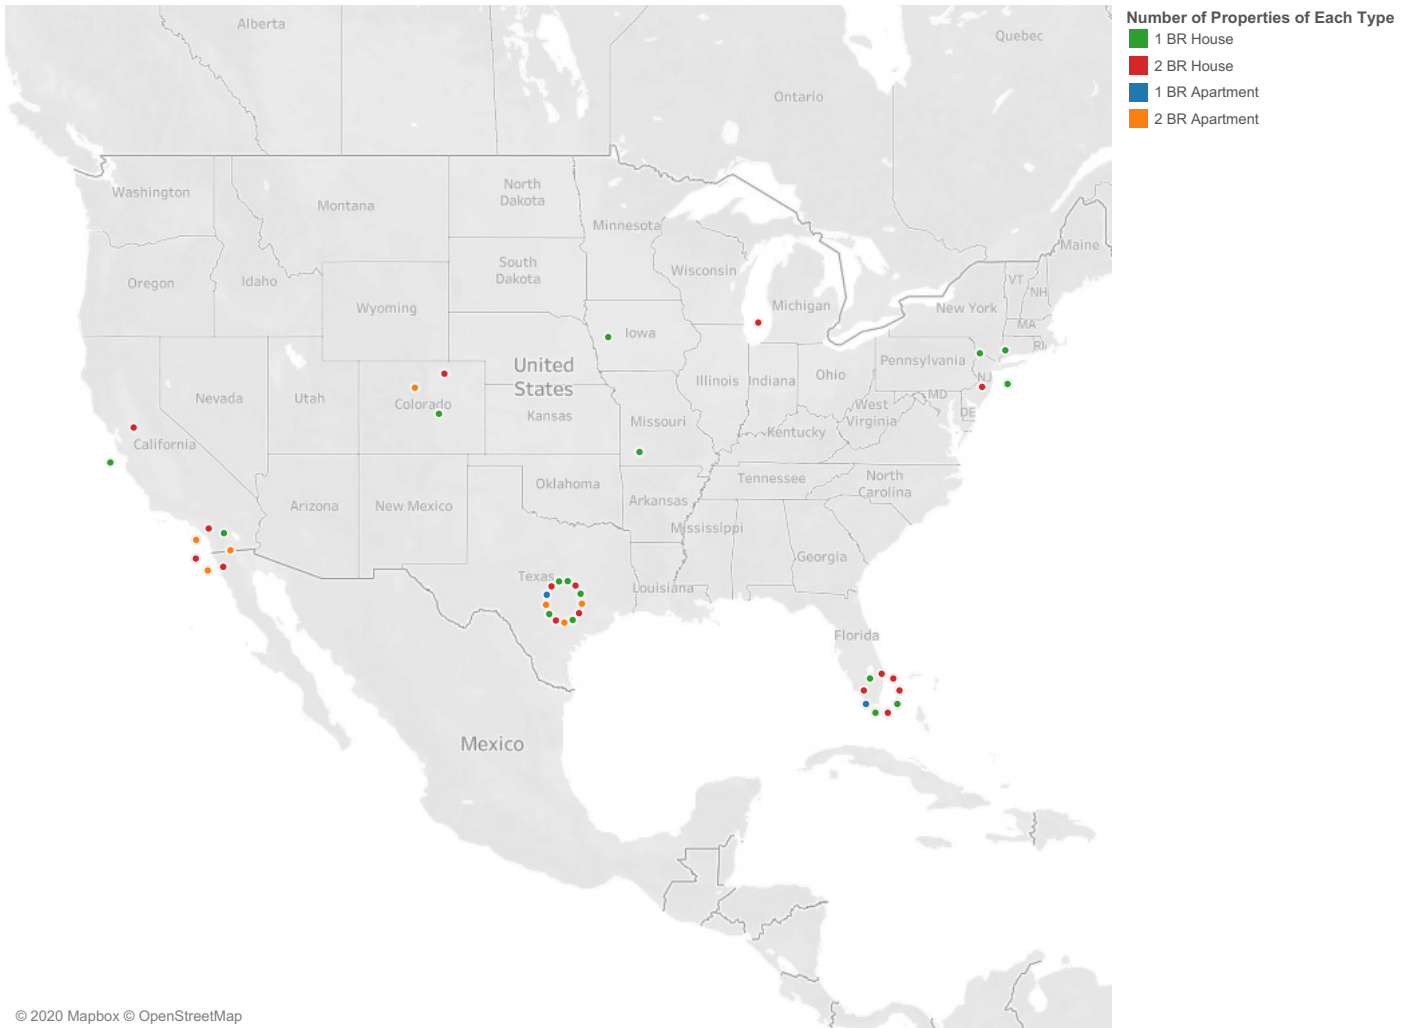 Number of Properties of Each Type
1 BR House
2 BR House
1 BR Apartment
2 BR Apartment
Alberta
Quebec
Ontario
Washington
Montana
North
Dakota
Minnesota
Maine
Oregon
Idaho
South
Dakota
Wisconsin
Michigan
VT
NH
Wyoming
New York
MA
RI
Iowa
United
States
Pennsylvania
Nevada
Utah
Colorado
Kansas
Illinois
Indiana
Ohio
NJ
MD
DE
West
Virginia
California
Missouri
Kentucky
Arizona
New Mexico
Oklahoma
Arkansas
Tennessee
North
Carolina
Mississippi
Georgia
Texas
Louisiana
Florida
Mexico
© 2020 Mapbox © OpenStreetMap